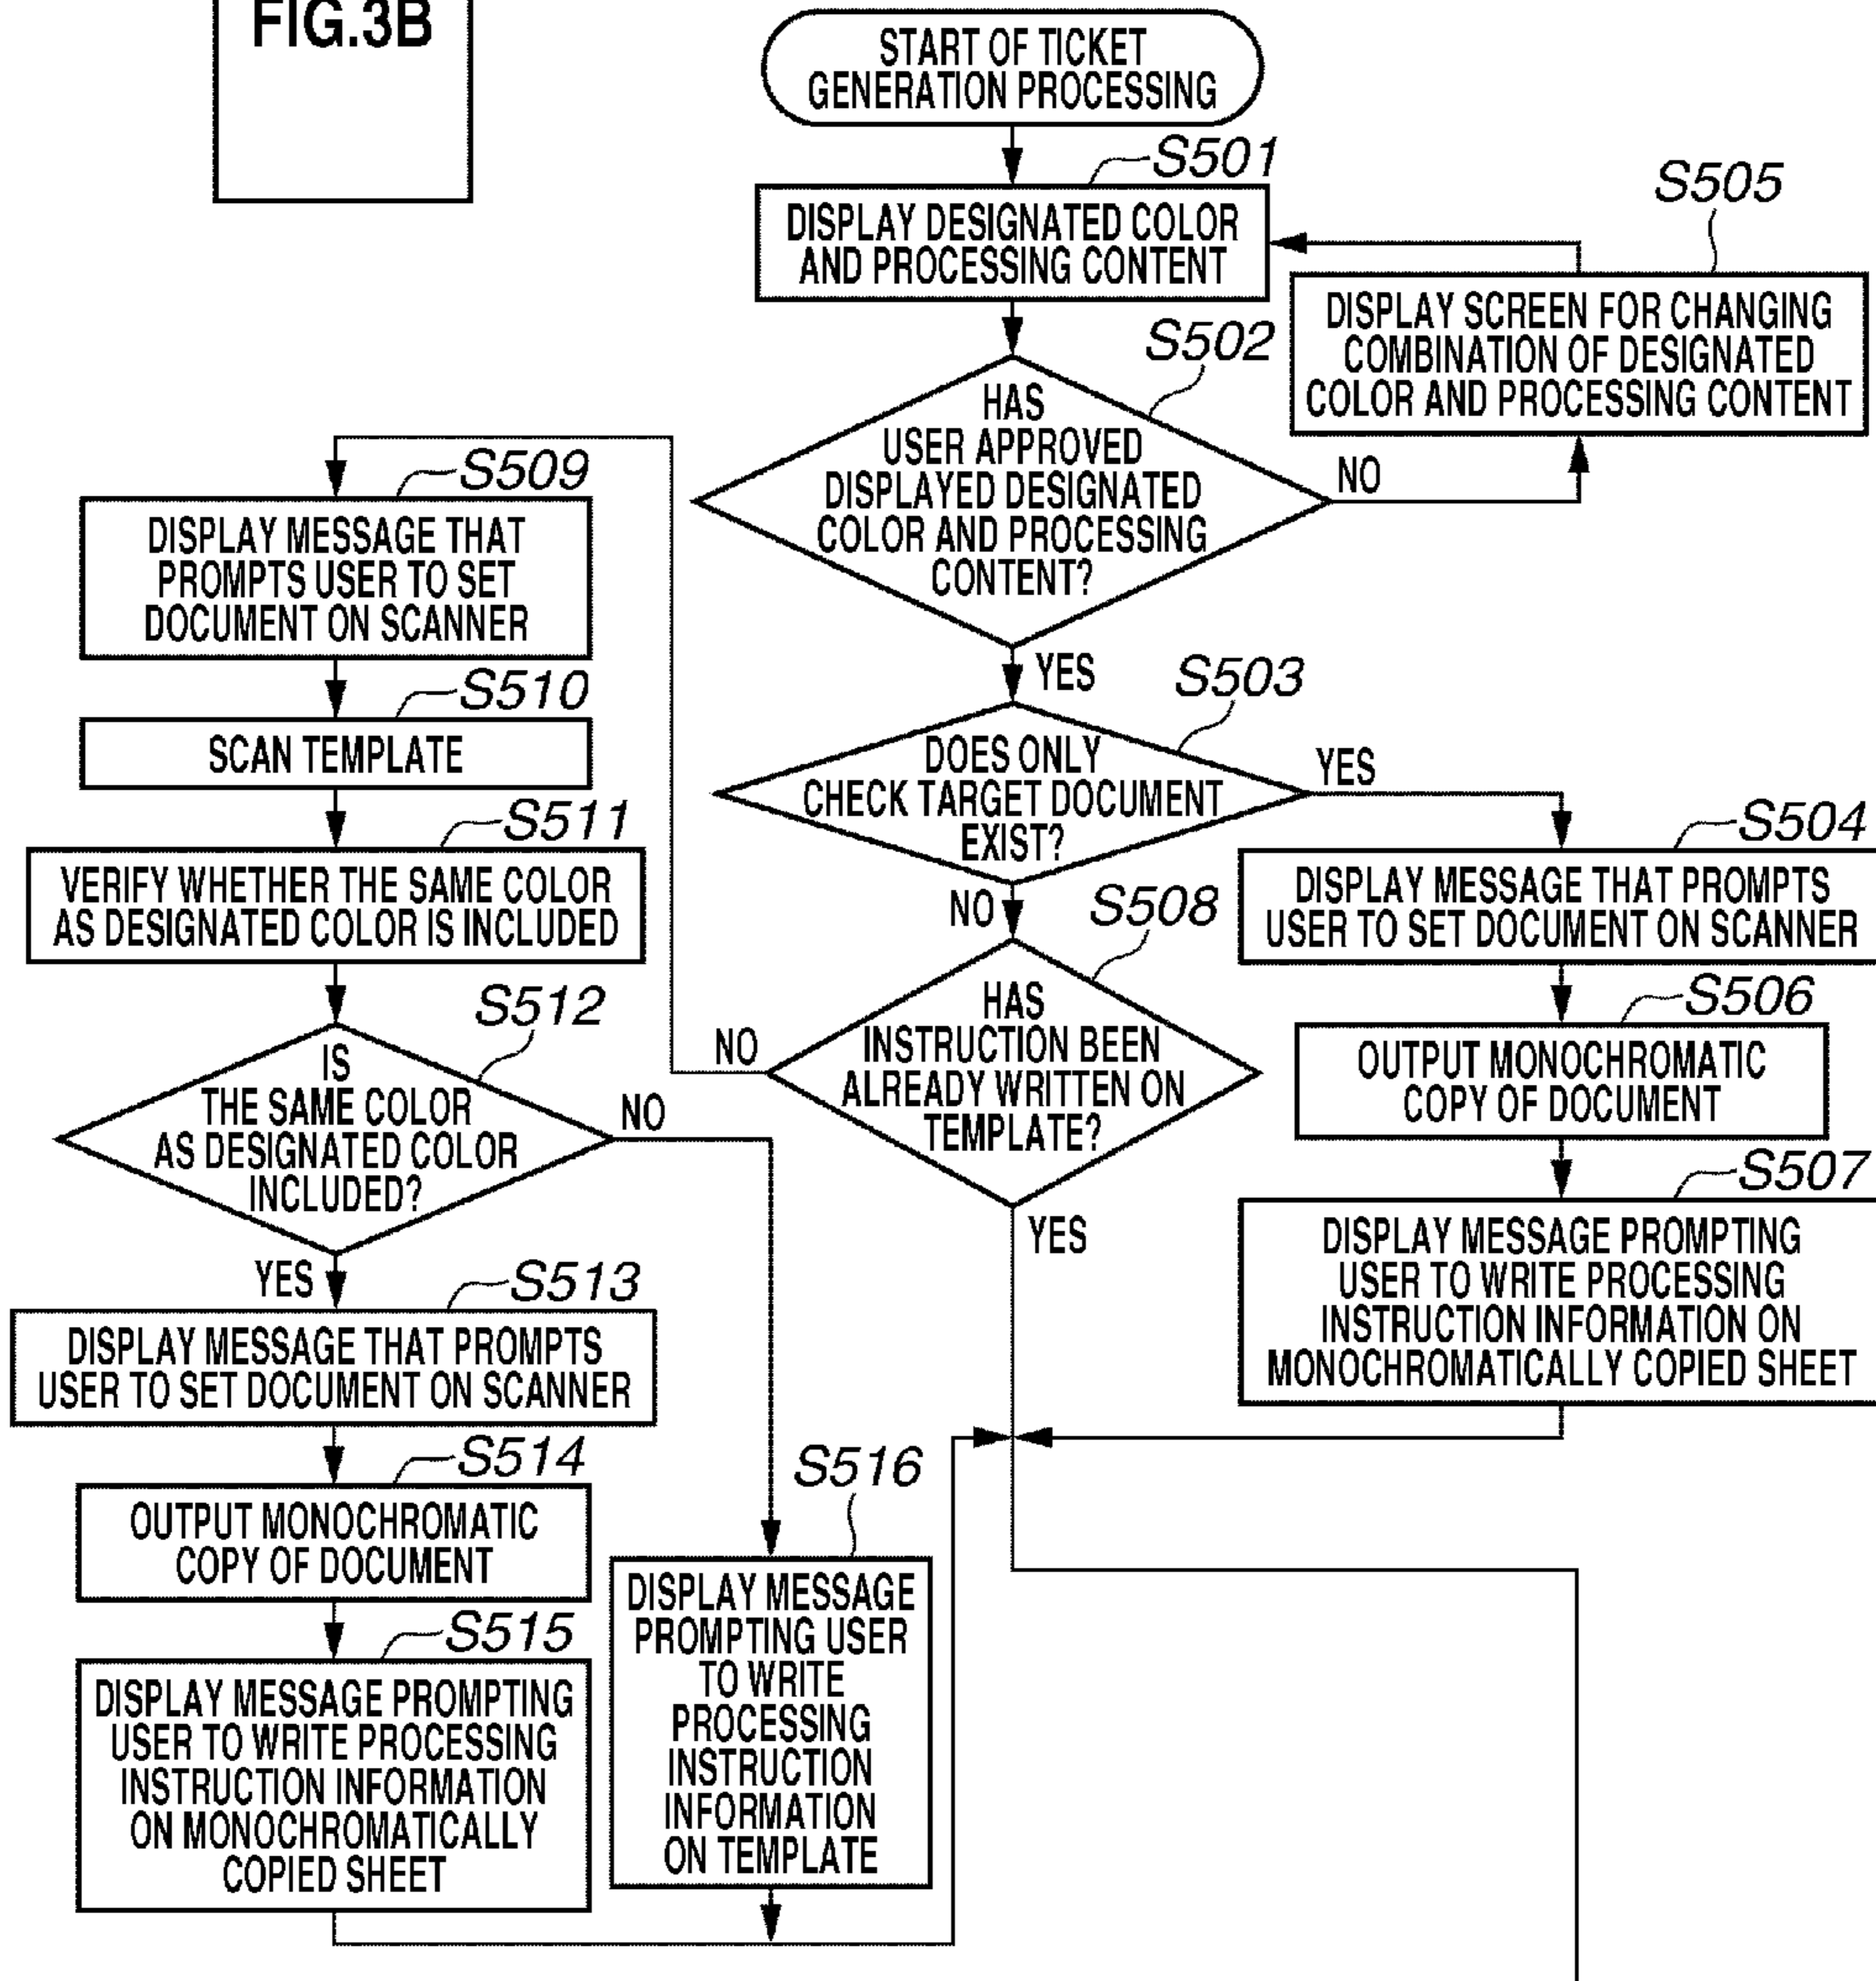 FIG.3B
START OF TICKET
GENERATION PROCESSING
S501
DISPLAY DESIGNATED COLOR
AND PROCESSING CONTENT
S505
DISPLAY SCREEN FOR CHANGING
COMBINATION OF DESIGNATED
COLOR AND PROCESSING CONTENT
S502
HAS
USER APPROVED
DISPLAYED DESIGNATED
COLOR AND PROCESSING
CONTENT?
NO
YES
S503
DOES ONLY
CHECK TARGET DOCUMENT
EXIST?
YES
NO
S504
DISPLAY MESSAGE THAT PROMPTS
USER TO SET DOCUMENT ON SCANNER
S506
OUTPUT MONOCHROMATIC
COPY OF DOCUMENT
S507
DISPLAY MESSAGE PROMPTING
USER TO WRITE PROCESSING
INSTRUCTION INFORMATION ON
MONOCHROMATICALLY COPIED SHEET
S508
HAS
INSTRUCTION BEEN
ALREADY WRITTEN ON
TEMPLATE?
NO
YES
S509
DISPLAY MESSAGE THAT
PROMPTS USER TO SET
DOCUMENT ON SCANNER
S510
SCAN TEMPLATE
S511
VERIFY WHETHER THE SAME COLOR
AS DESIGNATED COLOR IS INCLUDED
S512
IS
THE SAME COLOR
AS DESIGNATED COLOR
INCLUDED?
NO
YES
S513
DISPLAY MESSAGE THAT PROMPTS
USER TO SET DOCUMENT ON SCANNER
S514
OUTPUT MONOCHROMATIC
COPY OF DOCUMENT
S515
DISPLAY MESSAGE PROMPTING
USER TO WRITE PROCESSING
INSTRUCTION INFORMATION
ON MONOCHROMATICALLY
COPIED SHEET
S516
DISPLAY MESSAGE
PROMPTING USER
TO WRITE
PROCESSING
INSTRUCTION
INFORMATION
ON TEMPLATE